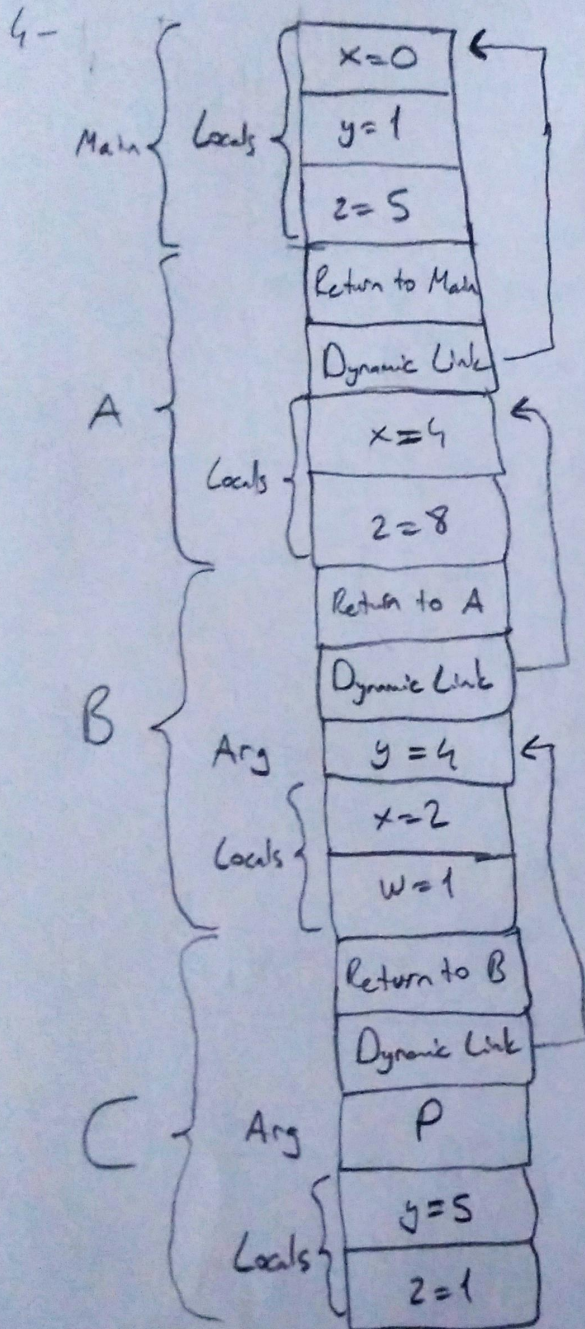 4-
x=0
Main
Locals
y=1
z=5
Return to Main
Dynamic Link
A
x=4
Locals
z=8
Return to A
Dynamic Link
B
Arg
y=4
x=2
Locals
w=1
Return to B
Dynamic Link
C
Arg
P
y=5
Locals
z=1